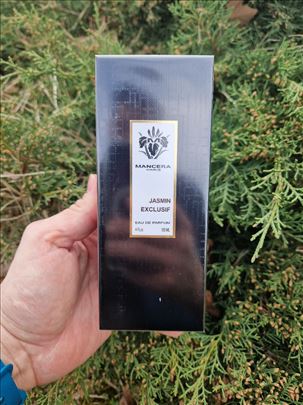 MANCERA
PARIS
JASMIN
EXCLUSIF
EAU DE PARFUM